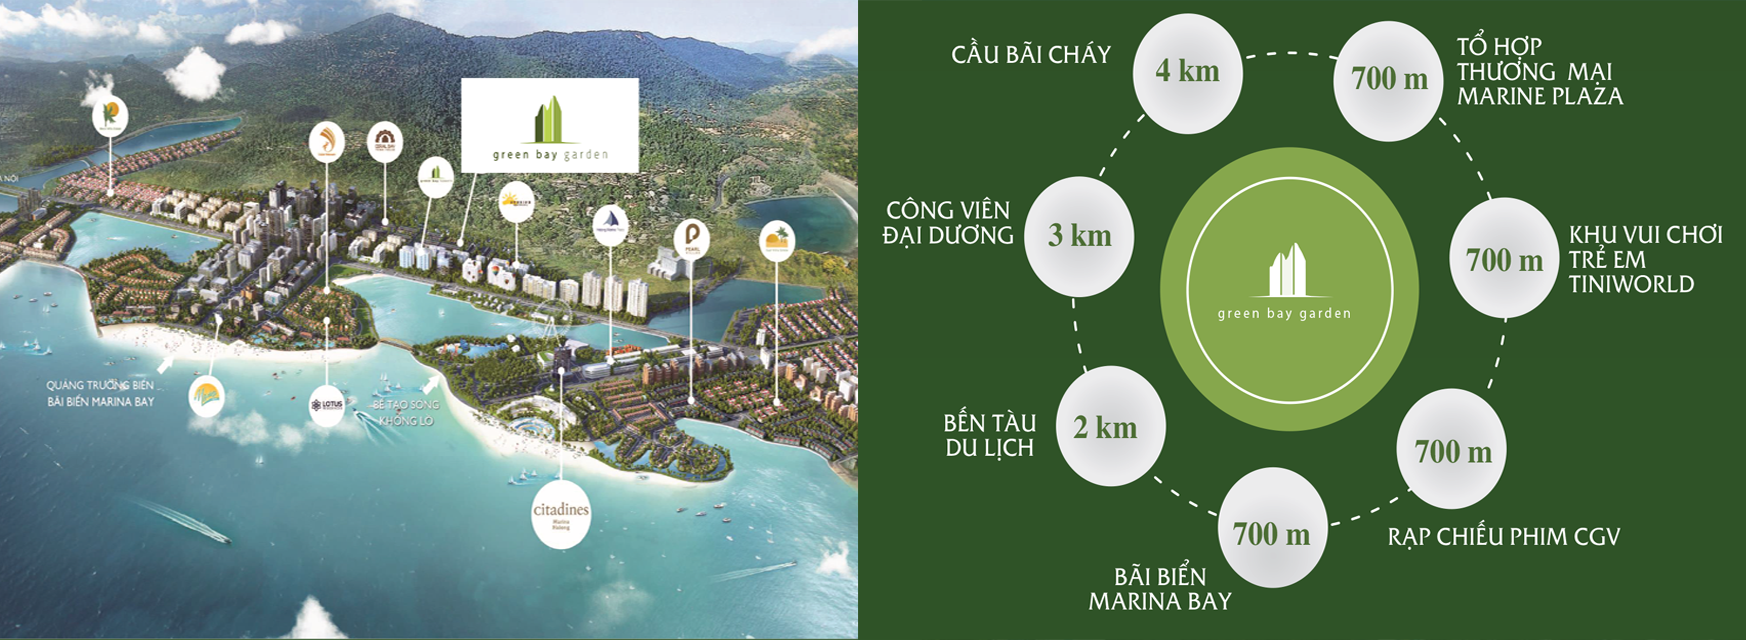 green bay garden
PEARL
LOTUS
QUẢNG TRƯỜNG BIỂN
BÃI BIỂN MARINA BAY
BỂ TẠO SÓNG
KHỔNG LỒ
citadines
Marina
Halong
CẦU BÃI CHÁY
4 km
700 m
TỔ HỢP
THƯƠNG MẠI
MARINE PLAZA
CÔNG VIÊN
ĐẠI DƯƠNG
3 km
700 m
KHU VUI CHƠI
TRẺ EM
TINIWORLD
green bay garden
BẾN TÀU
DU LỊCH
2 km
700 m
RẠP CHIẾU PHIM CGV
700 m
BÃI BIỂN
MARINA BAY